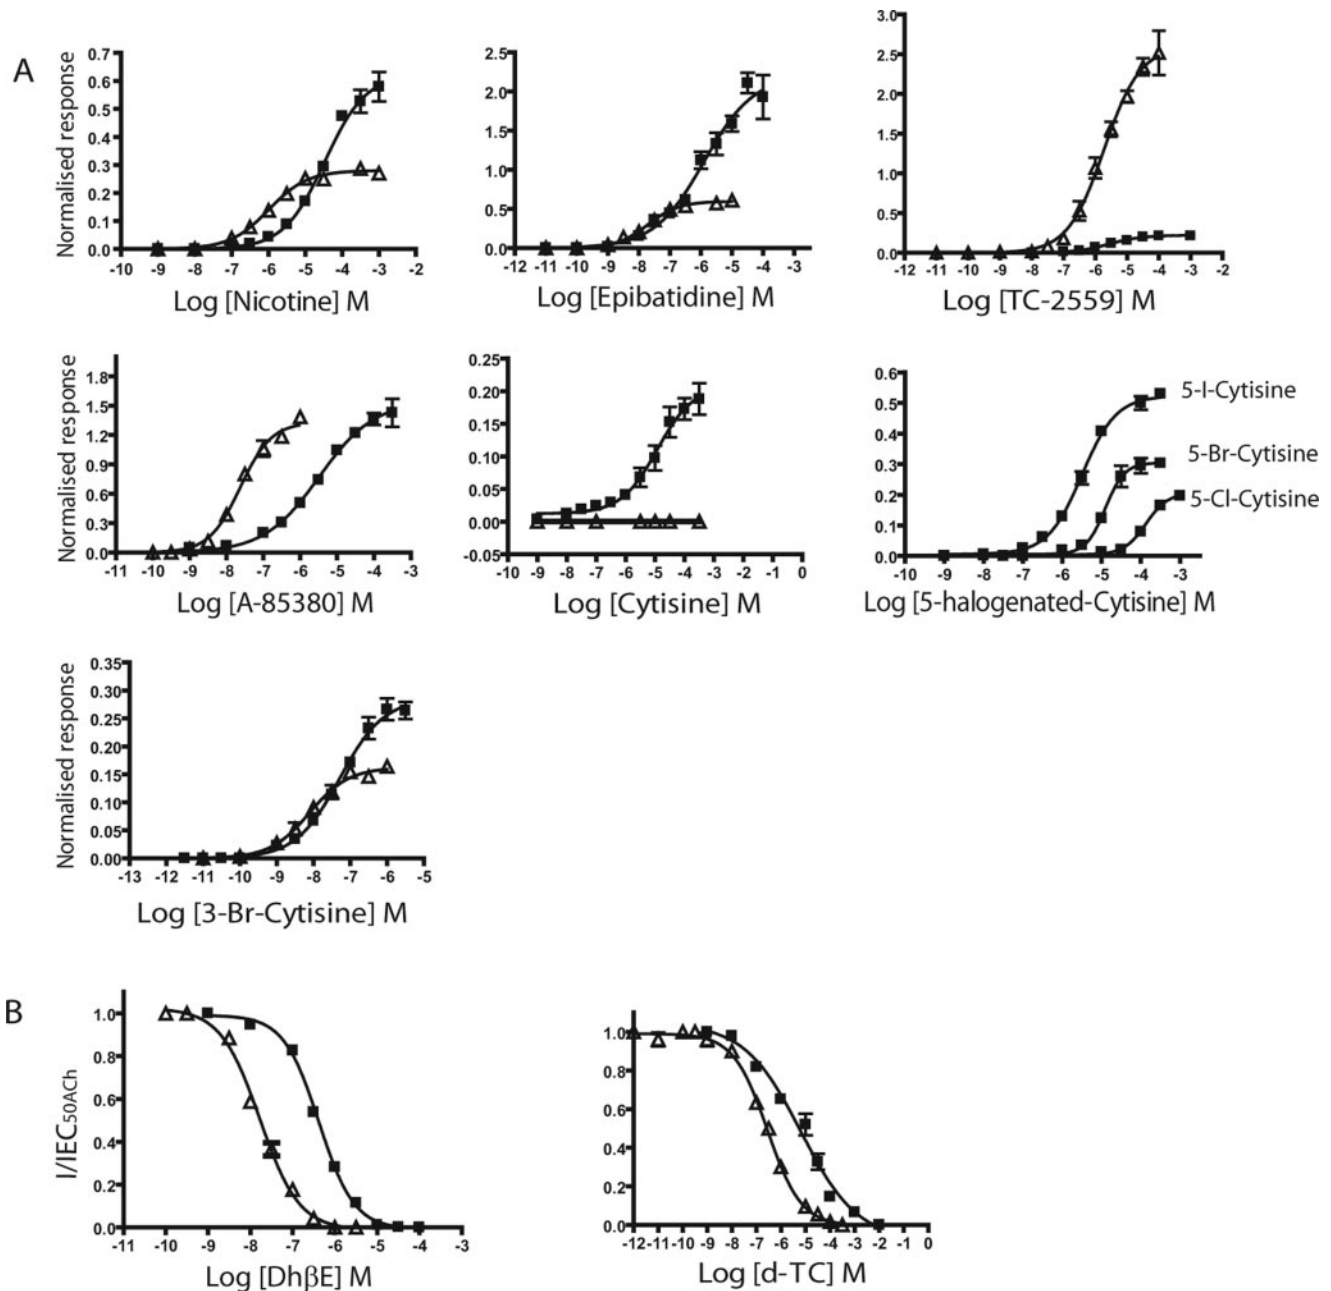 A
Normalised response
0.7
0.6
0.5
0.4
0.3
0.2
0.1
0.0
-10 -9 -8 -7 -6 -5 -4 -3 -2
Log [Nicotine] M
2.5
2.0
1.5
1.0
0.5
0.0
-12 -11 -10 -9 -8 -7 -6 -5 -4 -3
Log [Epibatidine] M
3.0
2.5
2.0
1.5
1.0
0.5
0.0
-12 -11 -10 -9 -8 -7 -6 -5 -4 -3 -2
Log [TC-2559] M
Normalised response
1.8
1.5
1.2
0.9
0.6
0.3
0.0
-11 -10 -9 -8 -7 -6 -5 -4 -3
Log [A-85380] M
0.25
0.20
0.15
0.10
0.05
0.00
-0.05
-10 -9 -8 -7 -6 -5 -4 -3 -2 -1 0
Log [Cytisine] M
0.6
0.5
0.4
0.3
0.2
0.1
0.0
5-I-Cytisine
5-Br-Cytisine
5-Cl-Cytisine
-10 -9 -8 -7 -6 -5 -4 -3
Log [5-halogenated-Cytisine] M
Normalised response
0.35
0.30
0.25
0.20
0.15
0.10
0.05
0.00
-13 -12 -11 -10 -9 -8 -7 -6 -5
Log [3-Br-Cytisine] M
B
I/IEC50ACh
1.0
0.8
0.6
0.4
0.2
0.0
-11 -10 -9 -8 -7 -6 -5 -4 -3
Log [DhβE] M
1.0
0.8
0.6
0.4
0.2
0.0
-12 -11 -10 -9 -8 -7 -6 -5 -4 -3 -2 -1 0
Log [d-TC] M